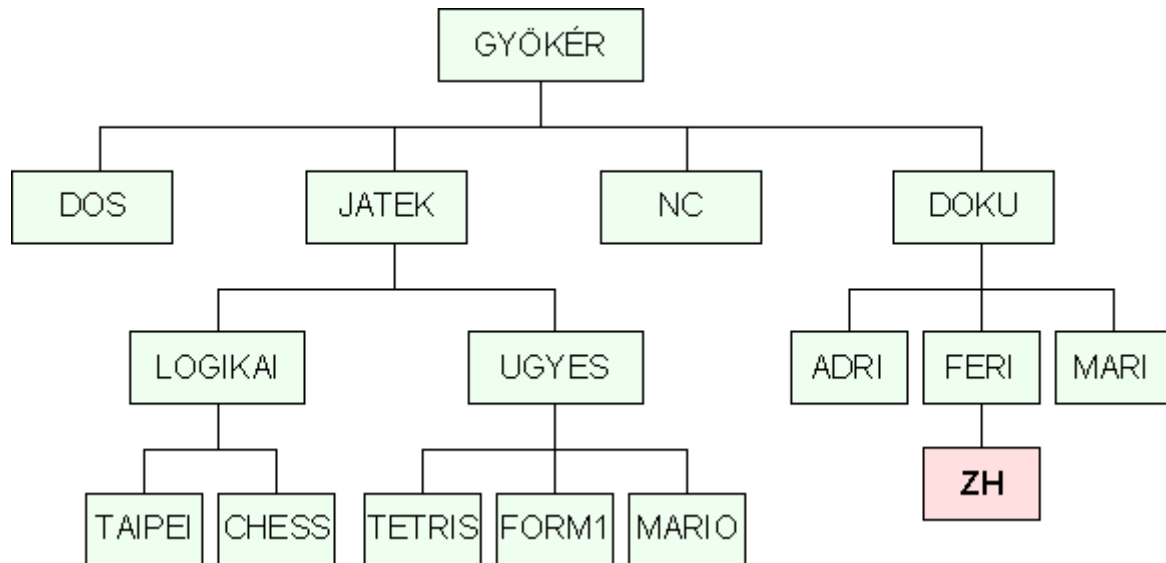 GYÖKÉR
DOS
JATEK
NC
DOKU
LOGIKAI
UGYES
ADRI
FERI
MARI
ZH
TAIPEI
CHESS
TETRIS
FORM1
MARIO